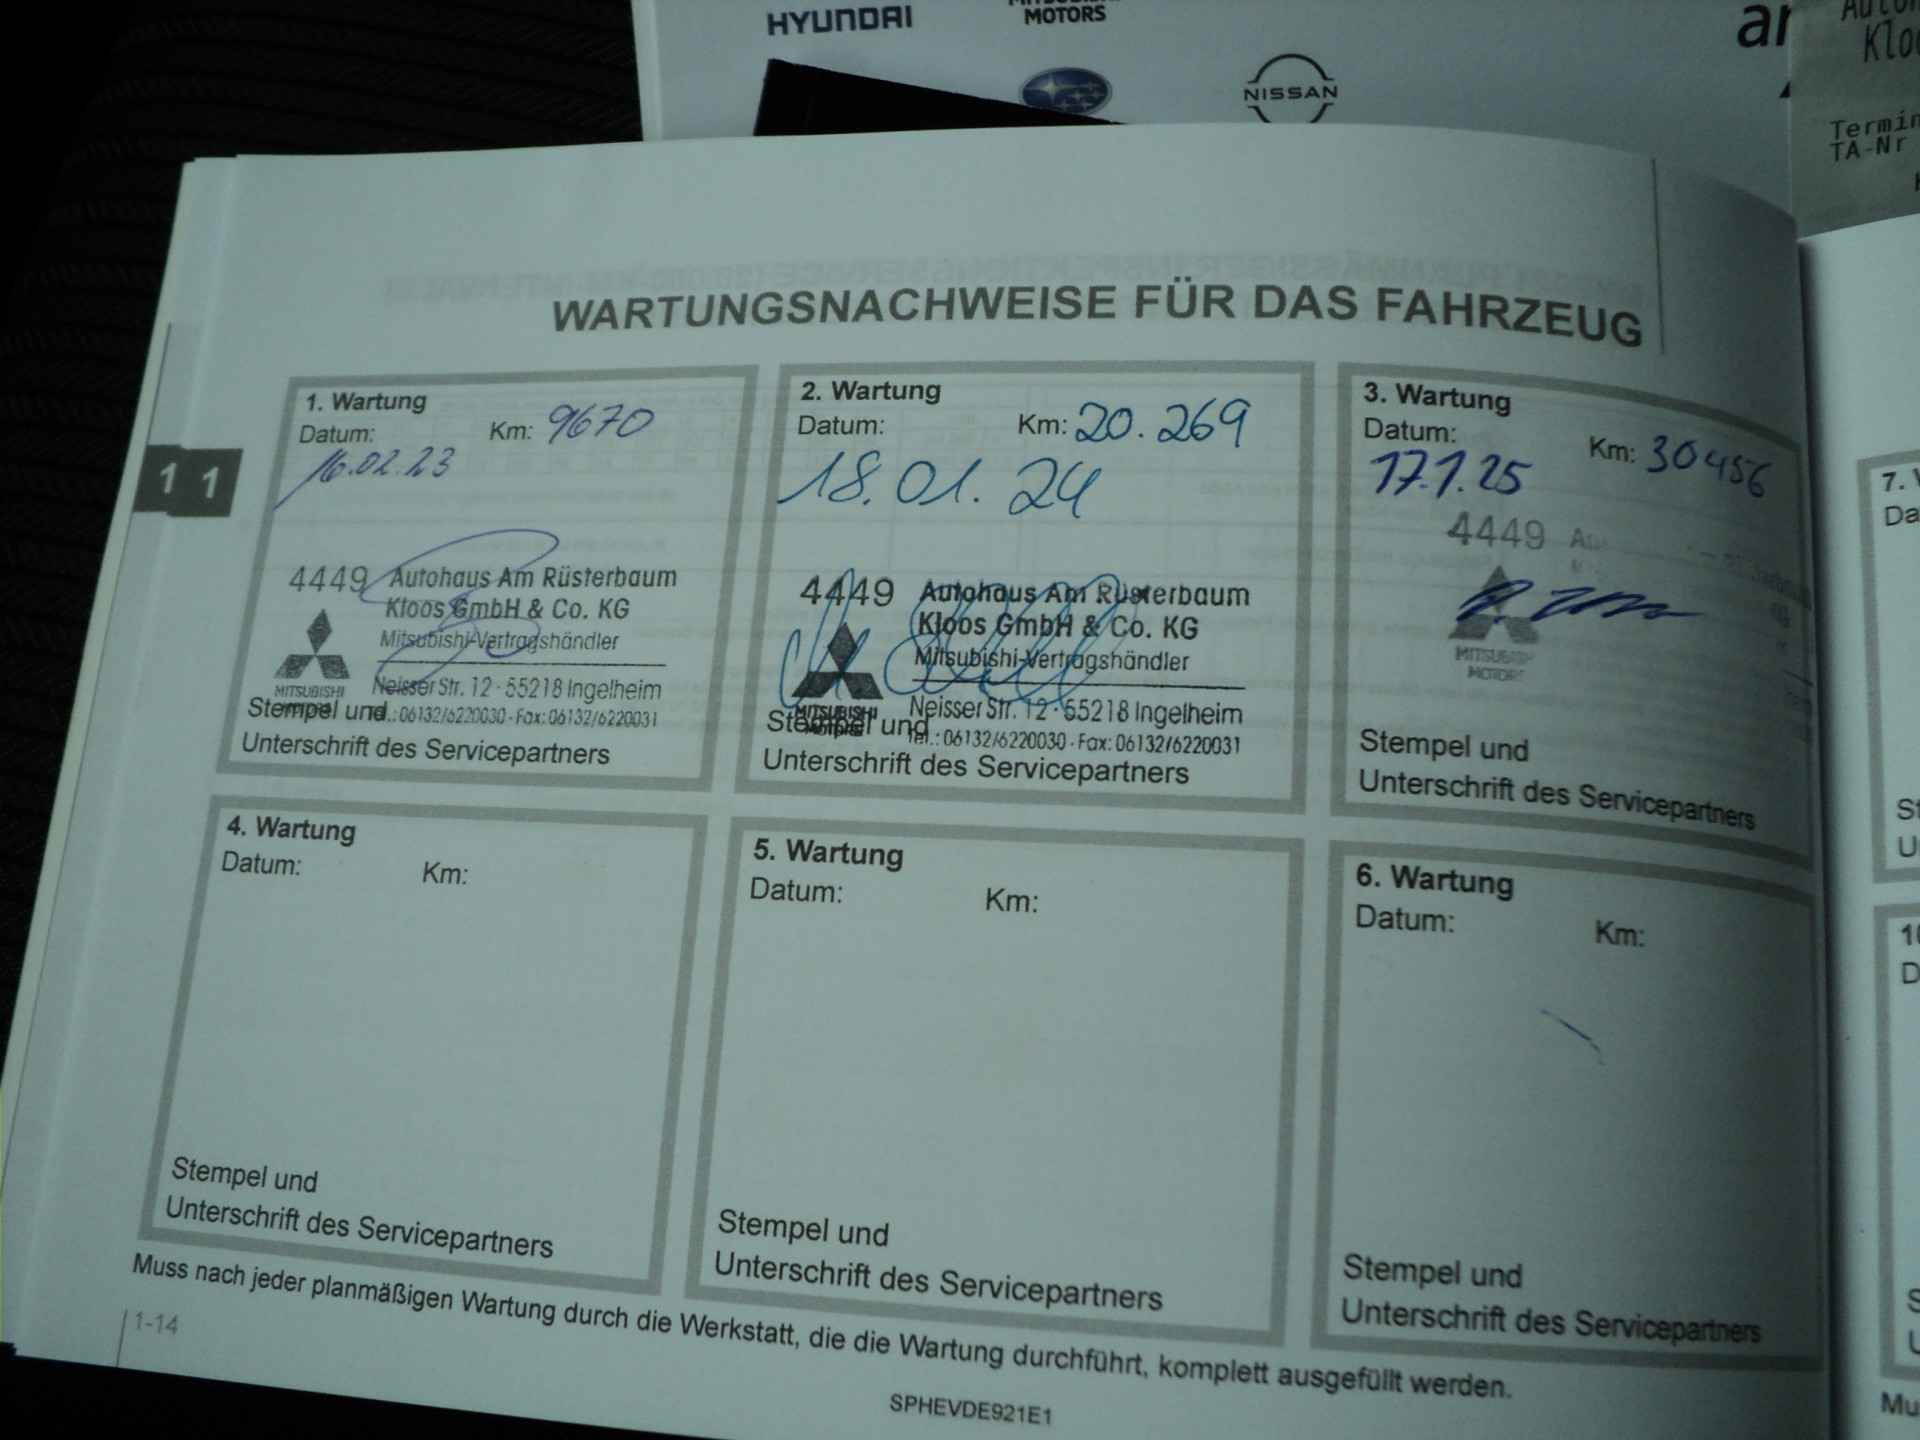 HYUNDAI
MOTORS
NISSAN
Termin
TA-Nr
WARTUNGSNACHWEISE FÜR DAS FAHRZEUG
1 1
1. Wartung
Datum: Km: 9670
16.02.23
4449 Autohaus Am Rüsterbaum
Kloos GmbH & Co. KG
Mitsubishi-Vertragshändler
MITSUBISHI
Neisser Str. 12 · 55218 Ingelheim
Tel.: 06132/6220030 · Fax: 06132/6220031
Stempel und
Unterschrift des Servicepartners
2. Wartung
Datum: Km: 20.269
18.01.24
4449 Autohaus Am Rüsterbaum
Kloos GmbH & Co. KG
Mitsubishi-Vertragshändler
MITSUBISHI
Neisser Str. 12 · 55218 Ingelheim
Tel.: 06132/6220030 · Fax: 06132/6220031
Stempel und
Unterschrift des Servicepartners
3. Wartung
Datum: Km: 30456
17.1.25
4449
MITSUBISHI
MOTORS
Stempel und
Unterschrift des Servicepartners
4. Wartung
Datum: Km:
Stempel und
Unterschrift des Servicepartners
5. Wartung
Datum: Km:
Stempel und
Unterschrift des Servicepartners
6. Wartung
Datum: Km:
Stempel und
Unterschrift des Servicepartners
Muss nach jeder planmäßigen Wartung durch die Werkstatt, die die Wartung durchführt, komplett ausgefüllt werden.
1-14
SPHEVDE921E1
7.